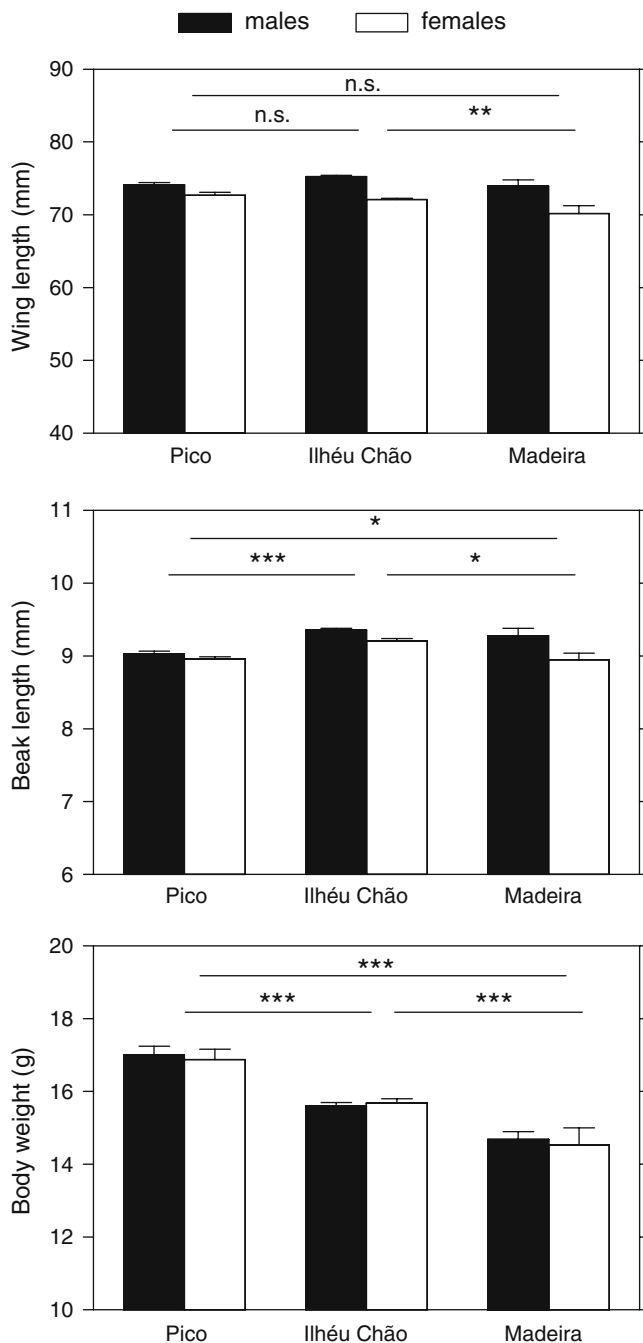 males females
Wing length (mm)
90
80
70
60
50
40
n.s.
n.s. **
Pico Ilhéu Chão Madeira
Beak length (mm)
11
10
9
8
7
6
*
*** *
Pico Ilhéu Chão Madeira
Body weight (g)
20
18
16
14
12
10
***
*** ***
Pico Ilhéu Chão Madeira